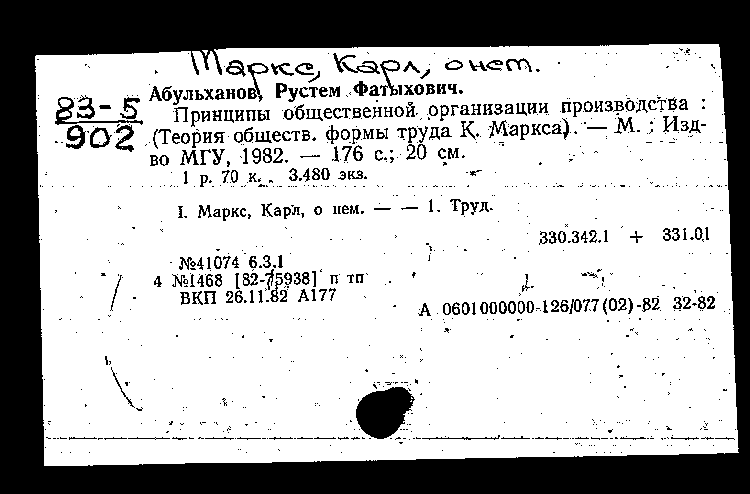 Маркс, Карл, о нем.
83-5
902
Абульханов, Рустем Фатыхович.
Принципы общественной организации производства :
(Теория обществ. формы труда К. Маркса). — М. : Изд-
во МГУ, 1982. — 176 с.; 20 см.
1 р. 70 к. . 3.480 экз.
I. Маркс, Карл, о нем. — — 1. Труд.
330.342.1 + 331.01
№41074 6.3.1
4 №1468 [82-75938] п тп
ВКП 26.11.82 А177
А 0601000000-126/077(02)-82 32-82